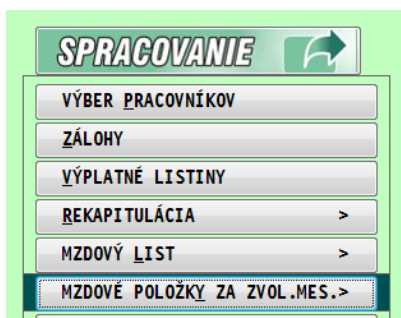 SPRACOVANIE
VÝBER PRACOVNÍKOV
ZÁLOHY
VÝPLATNÉ LISTINY
REKAPITULÁCIA >
MZDOVÝ LIST >
MZDOVÉ POLOŽKY ZA ZVOL.MES.>